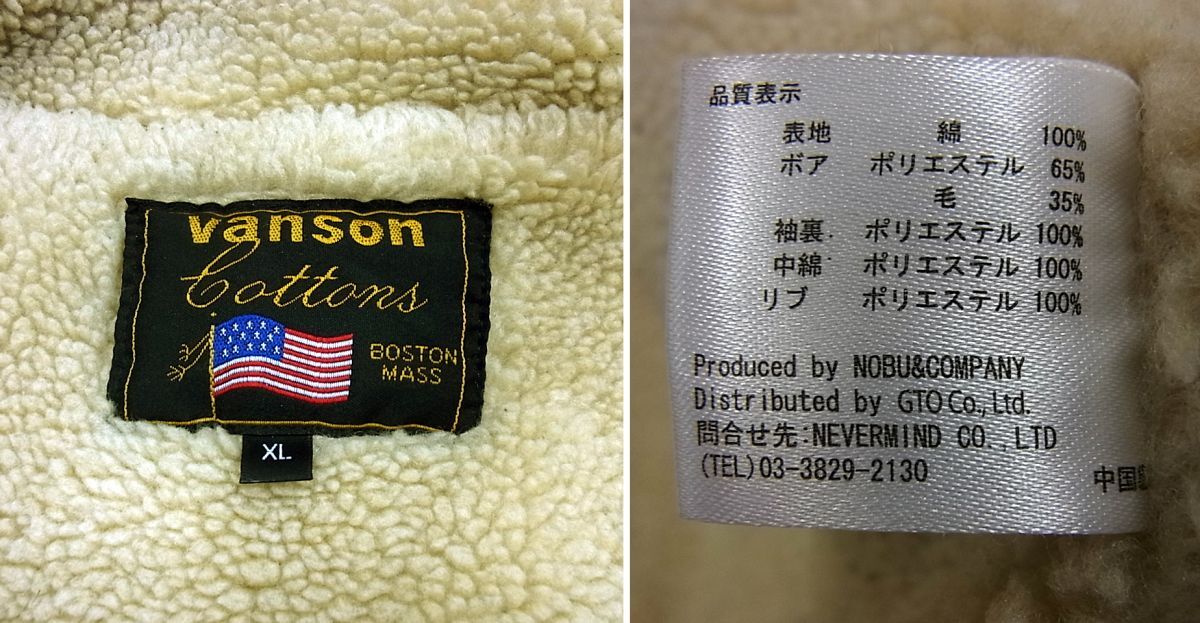 vanson
Cottons
BOSTON
MASS
XL
品質表示
表地 綿 100%
ボア ポリエステル 65%
毛 35%
袖裏 ポリエステル 100%
中綿 ポリエステル 100%
リブ ポリエステル 100%
Produced by NOBU&COMPANY
Distributed by GTO Co.,Ltd.
問合せ先:NEVERMIND CO.,LTD
(TEL)03-3829-2130
中国